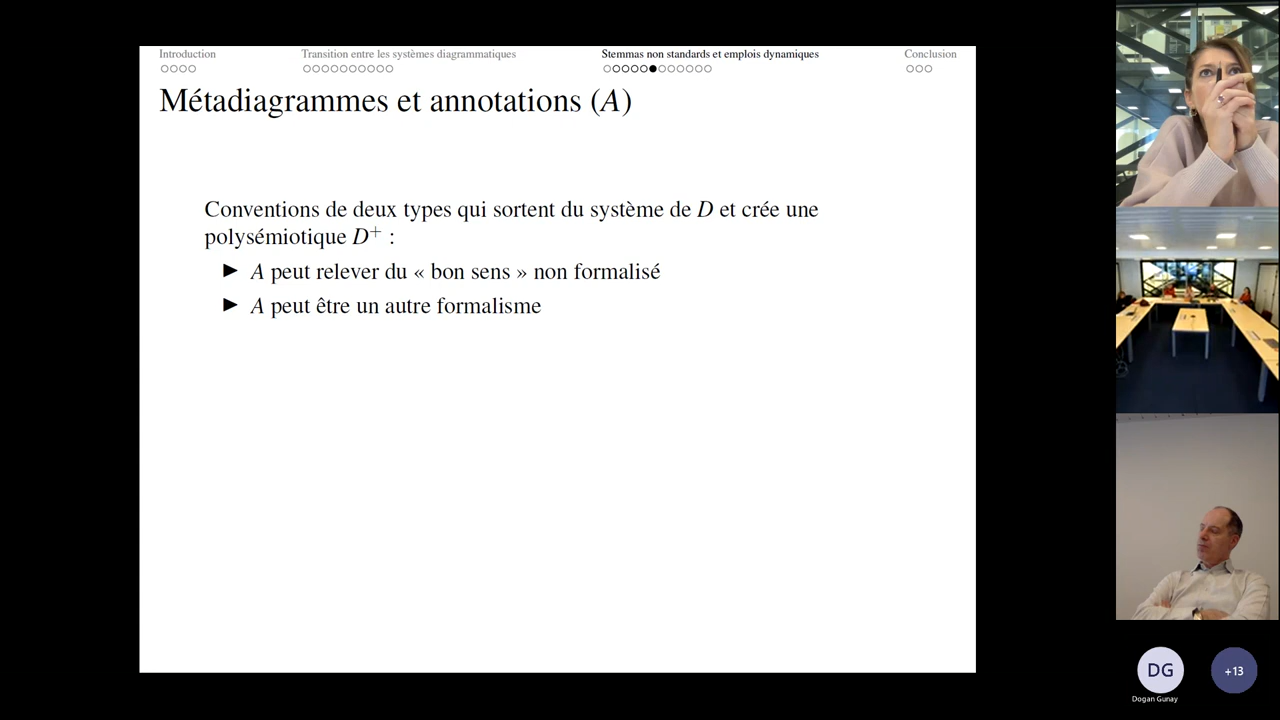 Introduction
Transition entre les systèmes diagrammatiques
Stemmas non standards et emplois dynamiques
Conclusion
Métadiagrammes et annotations (A)
Conventions de deux types qui sortent du système de D et crée une
polysémiotique D⁺ :
► A peut relever du « bon sens » non formalisé
► A peut être un autre formalisme
DG
+13
Dogan Gunay